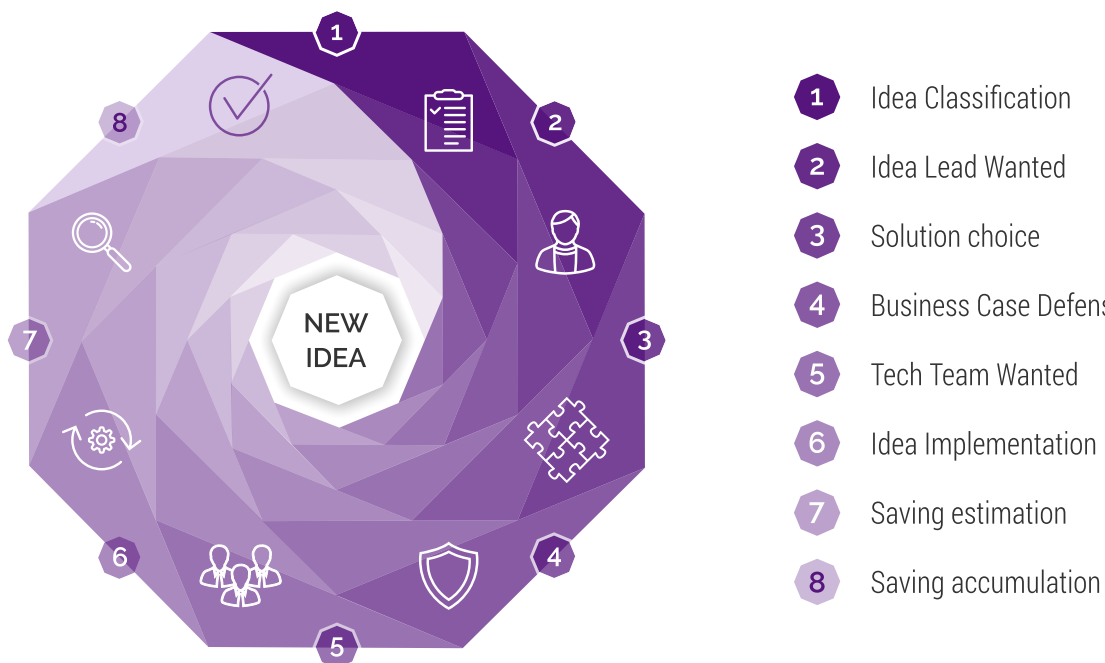 1
2
3
4
5
6
7
8
NEW
IDEA
1 Idea Classification
2 Idea Lead Wanted
3 Solution choice
4 Business Case Defens
5 Tech Team Wanted
6 Idea Implementation
7 Saving estimation
8 Saving accumulation